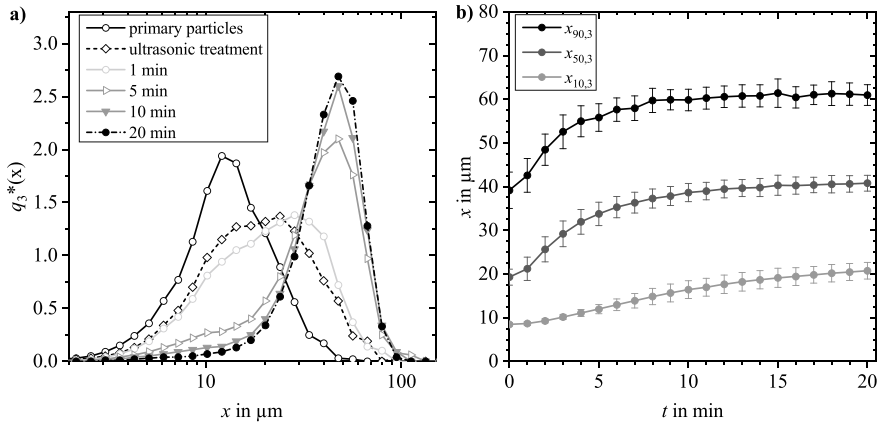 a)
primary particles
ultrasonic treatment
1 min
5 min
10 min
20 min
3.0
2.5
2.0
1.5
1.0
0.5
0.0
q3*(x)
10
100
x in µm
b)
x90,3
x50,3
x10,3
80
70
60
50
40
30
20
10
0
x in µm
0
5
10
15
20
t in min